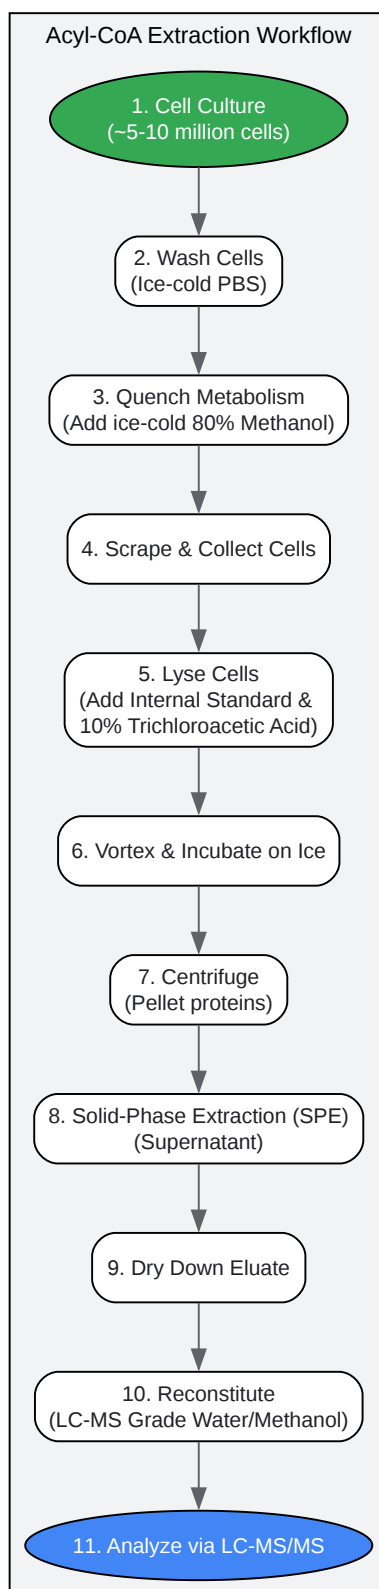 Acyl-CoA Extraction Workflow
1. Cell Culture
(~5-10 million cells)
2. Wash Cells
(Ice-cold PBS)
3. Quench Metabolism
(Add ice-cold 80% Methanol)
4. Scrape & Collect Cells
5. Lyse Cells
(Add Internal Standard &
10% Trichloroacetic Acid)
6. Vortex & Incubate on Ice
7. Centrifuge
(Pellet proteins)
8. Solid-Phase Extraction (SPE)
(Supernatant)
9. Dry Down Eluate
10. Reconstitute
(LC-MS Grade Water/Methanol)
11. Analyze via LC-MS/MS